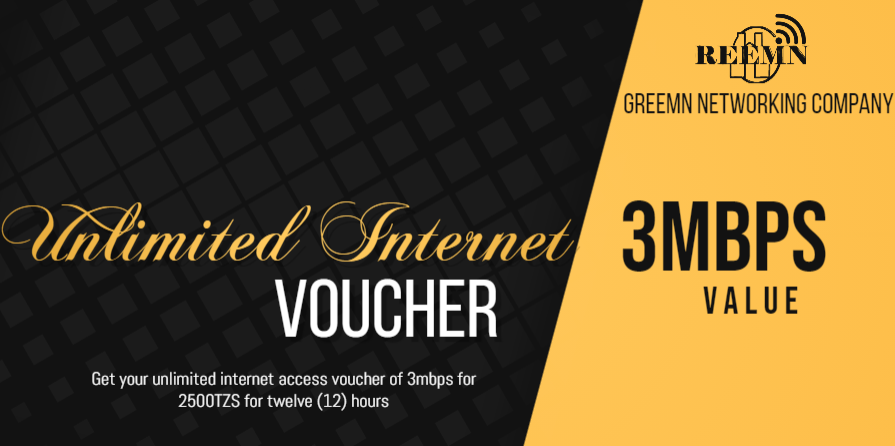 REEMN
GREEMN NETWORKING COMPANY
Unlimited Internet
VOUCHER
3MBPS
VALUE
Get your unlimited internet access voucher of 3mbps for
2500TZS for twelve (12) hours